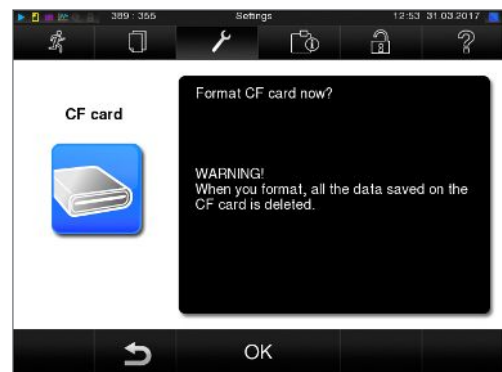 389 : 355 Settings 12:53 31.03.2017
?
CF card
Format CF card now?
WARNING!
When you format, all the data saved on the
CF card is deleted.
OK